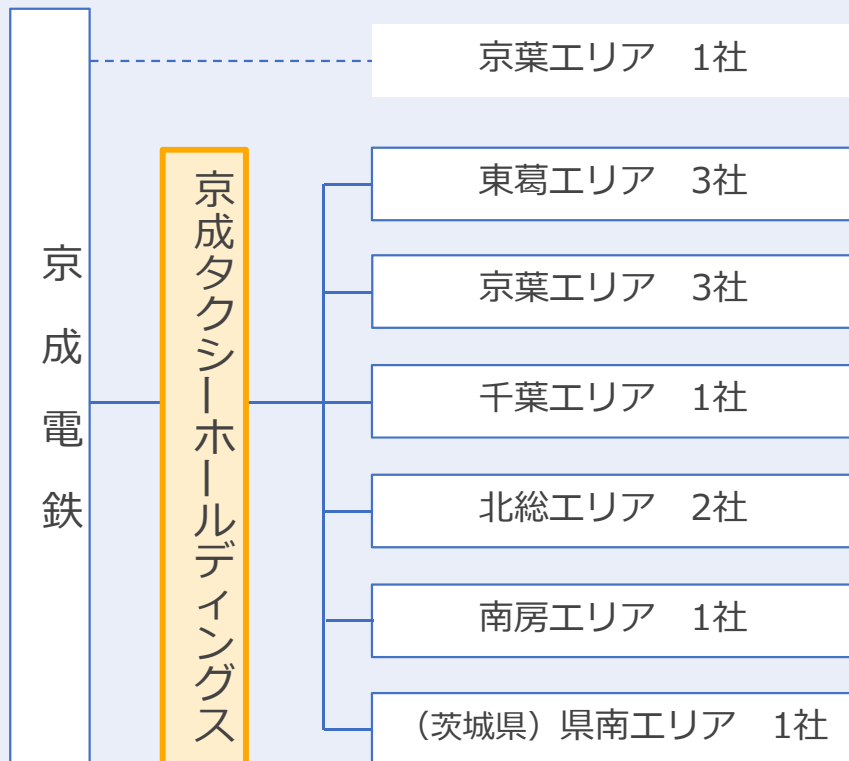 京成電鉄
京成タクシーホールディングス
京葉エリア　1社
東葛エリア　3社
京葉エリア　3社
千葉エリア　1社
北総エリア　2社
南房エリア　1社
（茨城県）県南エリア　1社